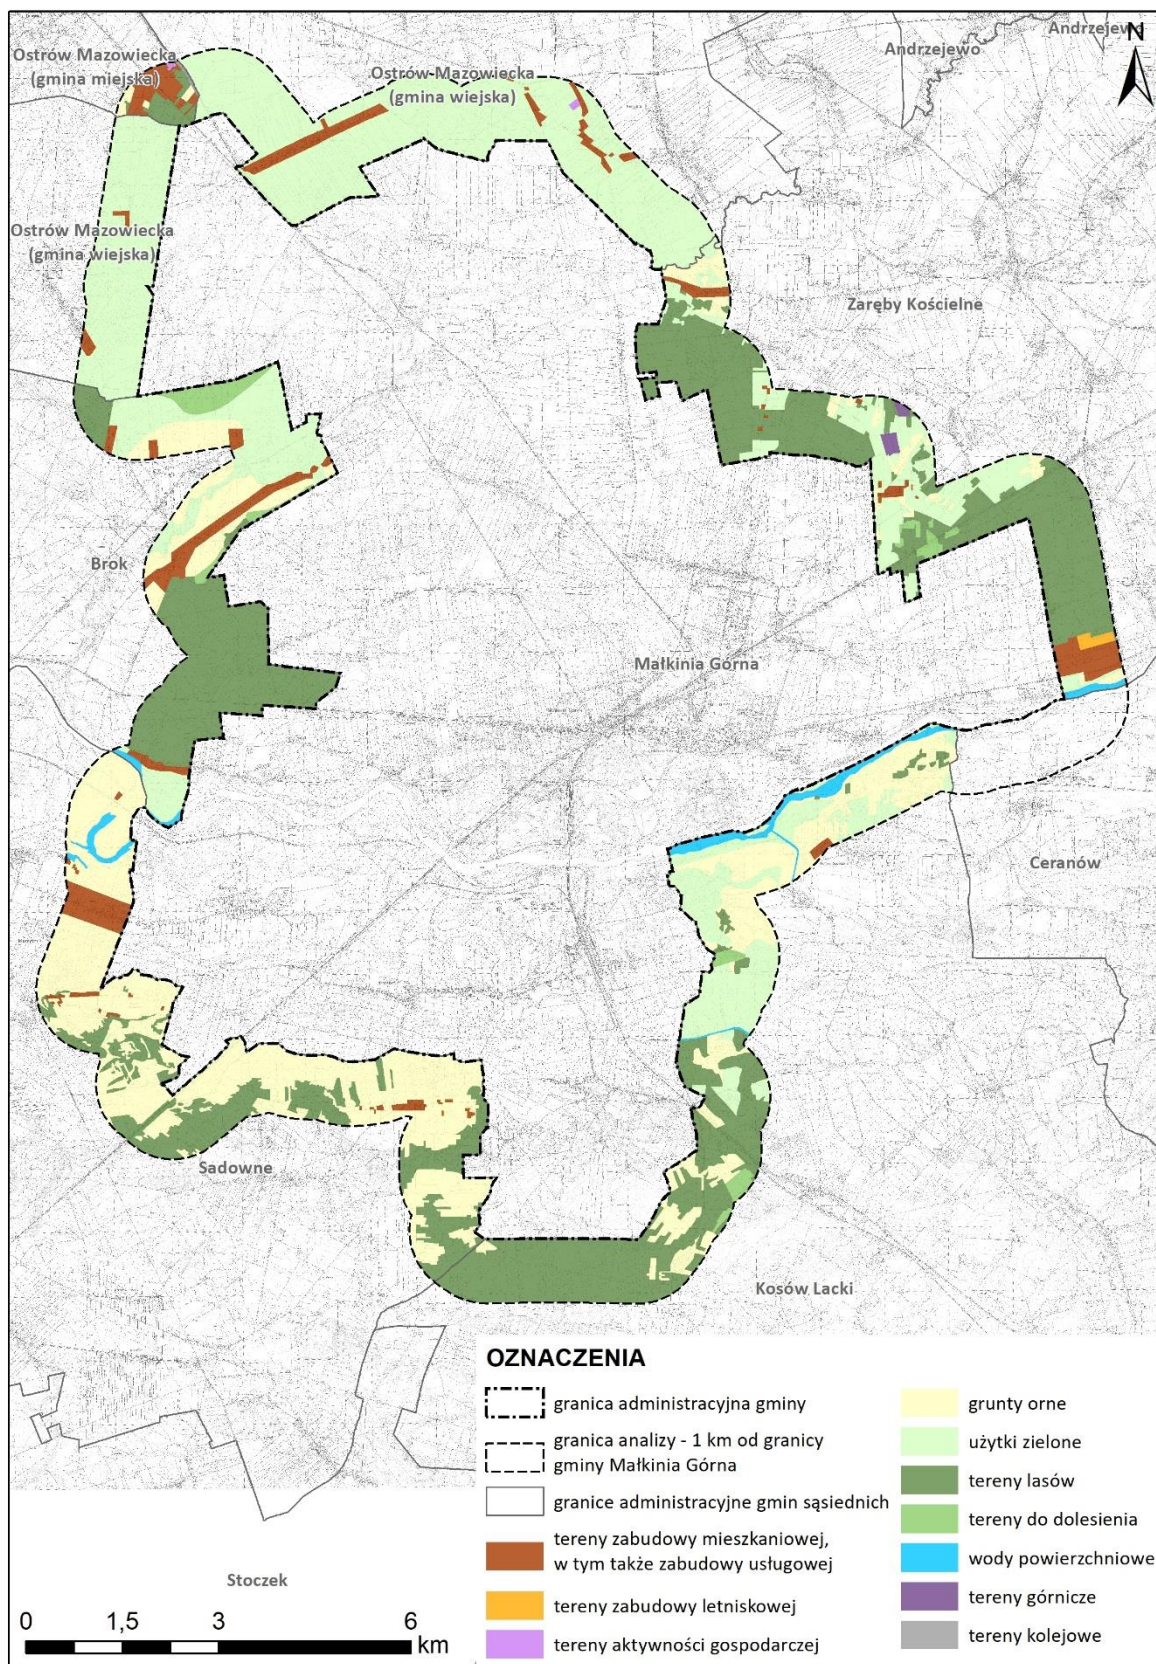 Andrzejewo
N
Ostrów Mazowiecka
(gmina miejska)
Andrzejewo
Ostrów Mazowiecka
(gmina wiejska)
Ostrów Mazowiecka
(gmina wiejska)
Zaręby Kościelne
Brok
Małkinia Górna
Ceranów
Sadowne
Kosów Lacki
Stoczek
OZNACZENIA
granica administracyjna gminy
granica analizy - 1 km od granicy
gminy Małkinia Górna
granice administracyjne gmin sąsiednich
tereny zabudowy mieszkaniowej,
w tym także zabudowy usługowej
tereny zabudowy letniskowej
tereny aktywności gospodarczej
grunty orne
użytki zielone
tereny lasów
tereny do dolesienia
wody powierzchniowe
tereny górnicze
tereny kolejowe
0 1,5 3 6
km